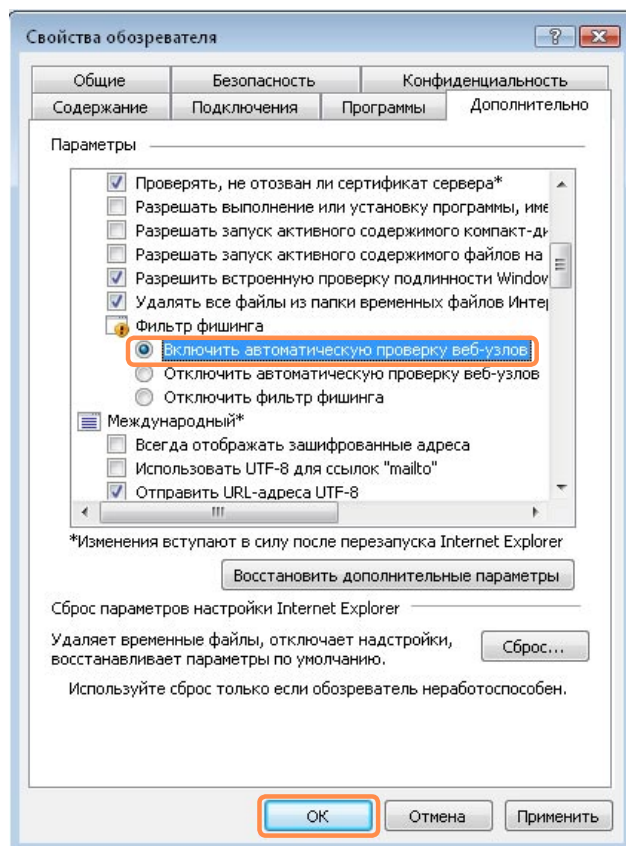 Свойства обозревателя
Общие Безопасность Конфиденциальность
Содержание Подключения Программы Дополнительно
Параметры
Проверять, не отозван ли сертификат сервера*
Разрешать выполнение или установку программы, име
Разрешать запуск активного содержимого компакт-ди
Разрешать запуск активного содержимого файлов на
Разрешить встроенную проверку подлинности Window
Удалять все файлы из папки временных файлов Интер
Фильтр фишинга
Включить автоматическую проверку веб-узлов
Отключить автоматическую проверку веб-узлов
Отключить фильтр фишинга
Международный*
Всегда отображать зашифрованные адреса
Использовать UTF-8 для ссылок "mailto"
Отправить URL-адреса UTF-8
*Изменения вступают в силу после перезапуска Internet Explorer
Восстановить дополнительные параметры
Сброс параметров настройки Internet Explorer
Удаляет временные файлы, отключает надстройки,
восстанавливает параметры по умолчанию.
Сброс...
Используйте сброс только если обозреватель неработоспособен.
ОК Отмена Применить